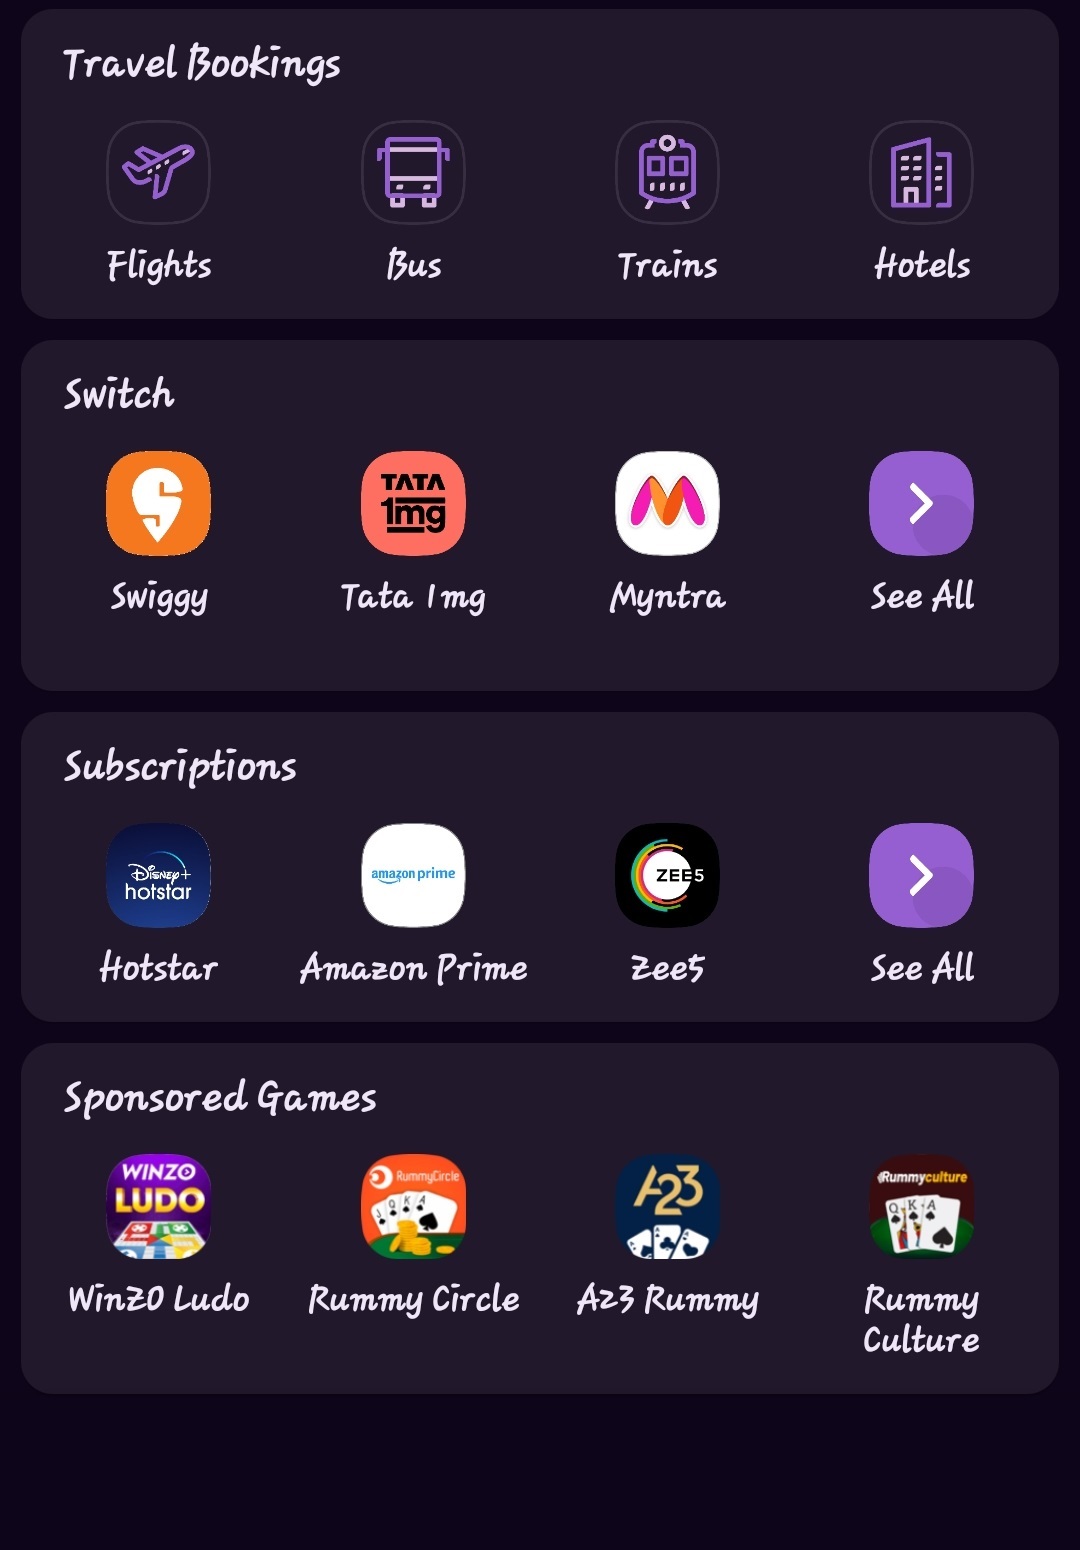 Travel Bookings
Flights Bus Trains Hotels
Switch
TATA
1mg
Swiggy Tata 1mg Myntra See All
Subscriptions
Disney+
hotstar
amazon prime
ZEE5
Hotstar Amazon Prime Zee5 See All
Sponsored Games
WINZO
LUDO
RummyCircle
J Q K A
A23
A A
Rummyculture
Q K A
WinZO Ludo Rummy Circle A23 Rummy Rummy
Culture